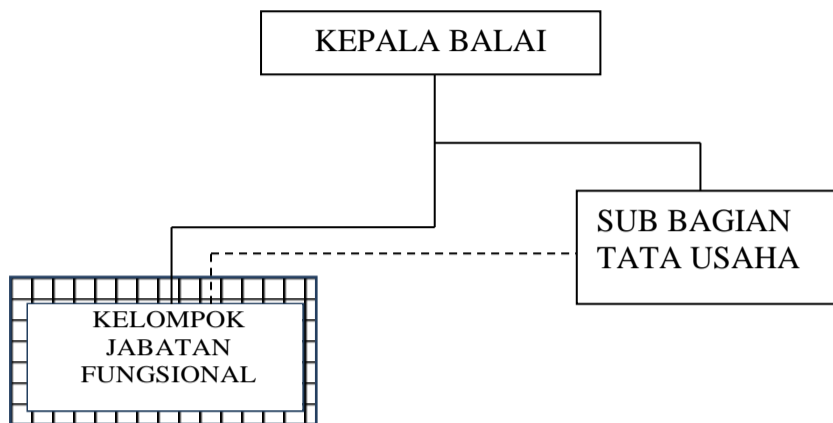 KEPALA BALAI
SUB BAGIAN
TATA USAHA
KELOMPOK
JABATAN
FUNGSIONAL